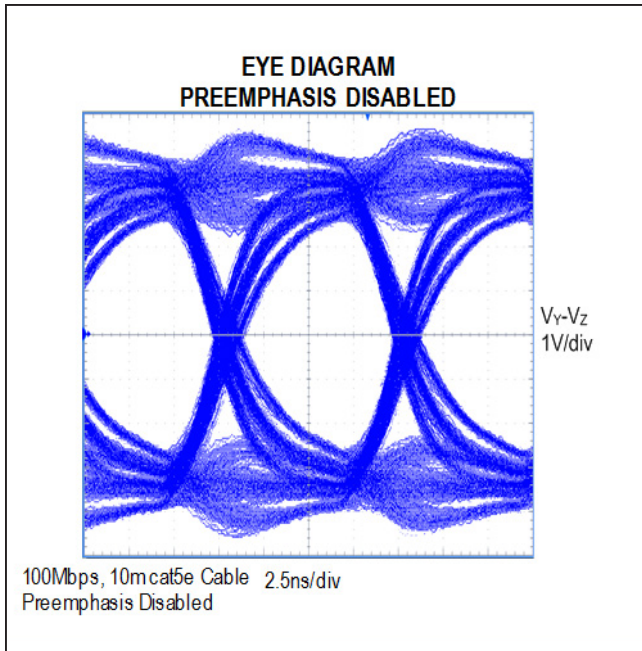 EYE DIAGRAM
PREEMPHASIS DISABLED
VY-VZ
1V/div
100Mbps, 10m cat5e Cable 2.5ns/div
Preemphasis Disabled